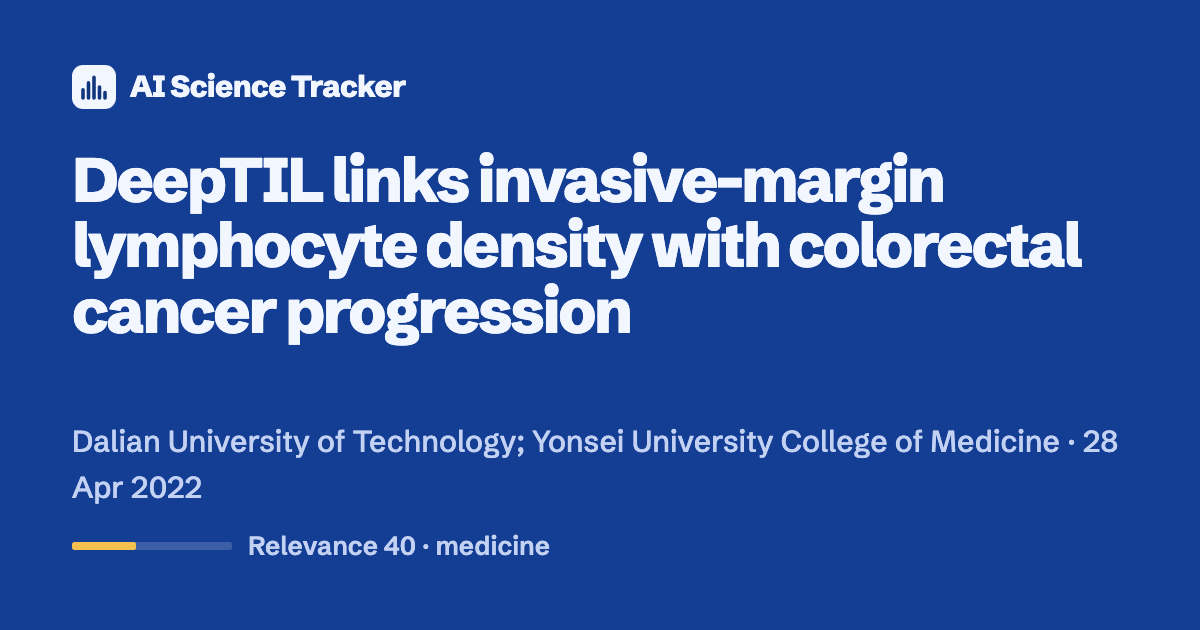 AI Science Tracker
DeepTIL links invasive-margin
lymphocyte density with colorectal
cancer progression
Dalian University of Technology; Yonsei University College of Medicine · 28
Apr 2022
Relevance 40 · medicine